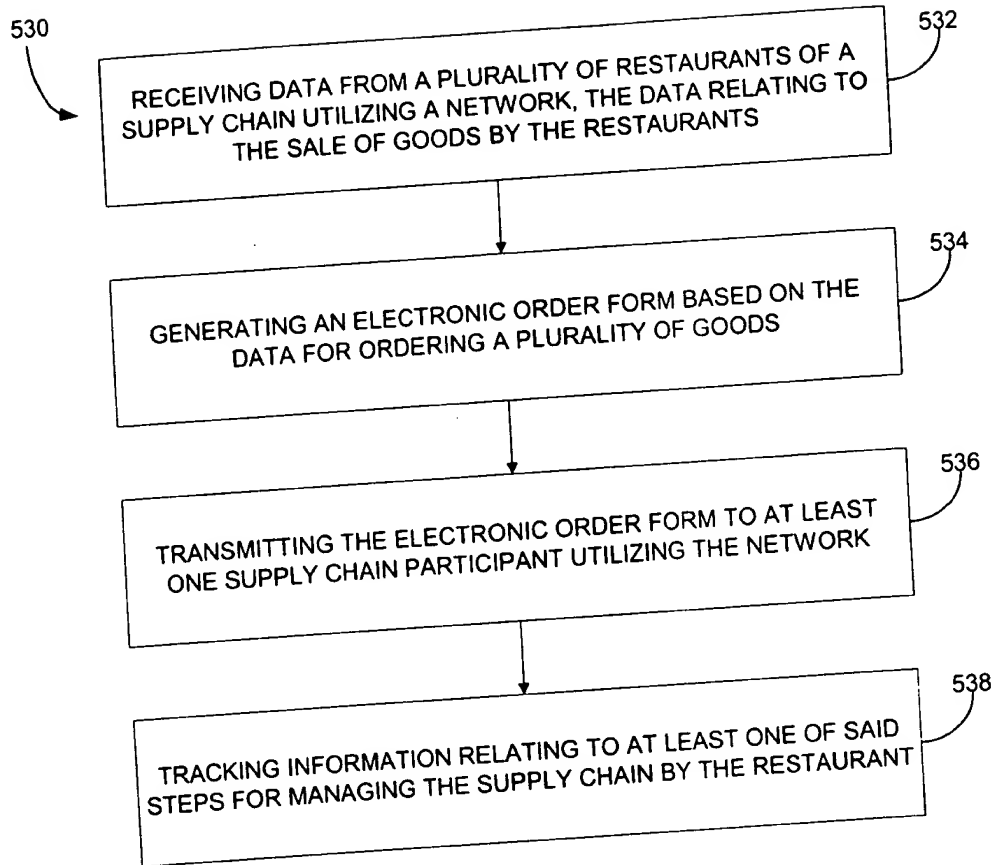 530
532
RECEIVING DATA FROM A PLURALITY OF RESTAURANTS OF A
SUPPLY CHAIN UTILIZING A NETWORK, THE DATA RELATING TO
THE SALE OF GOODS BY THE RESTAURANTS
534
GENERATING AN ELECTRONIC ORDER FORM BASED ON THE
DATA FOR ORDERING A PLURALITY OF GOODS
536
TRANSMITTING THE ELECTRONIC ORDER FORM TO AT LEAST
ONE SUPPLY CHAIN PARTICIPANT UTILIZING THE NETWORK
538
TRACKING INFORMATION RELATING TO AT LEAST ONE OF SAID
STEPS FOR MANAGING THE SUPPLY CHAIN BY THE RESTAURANT